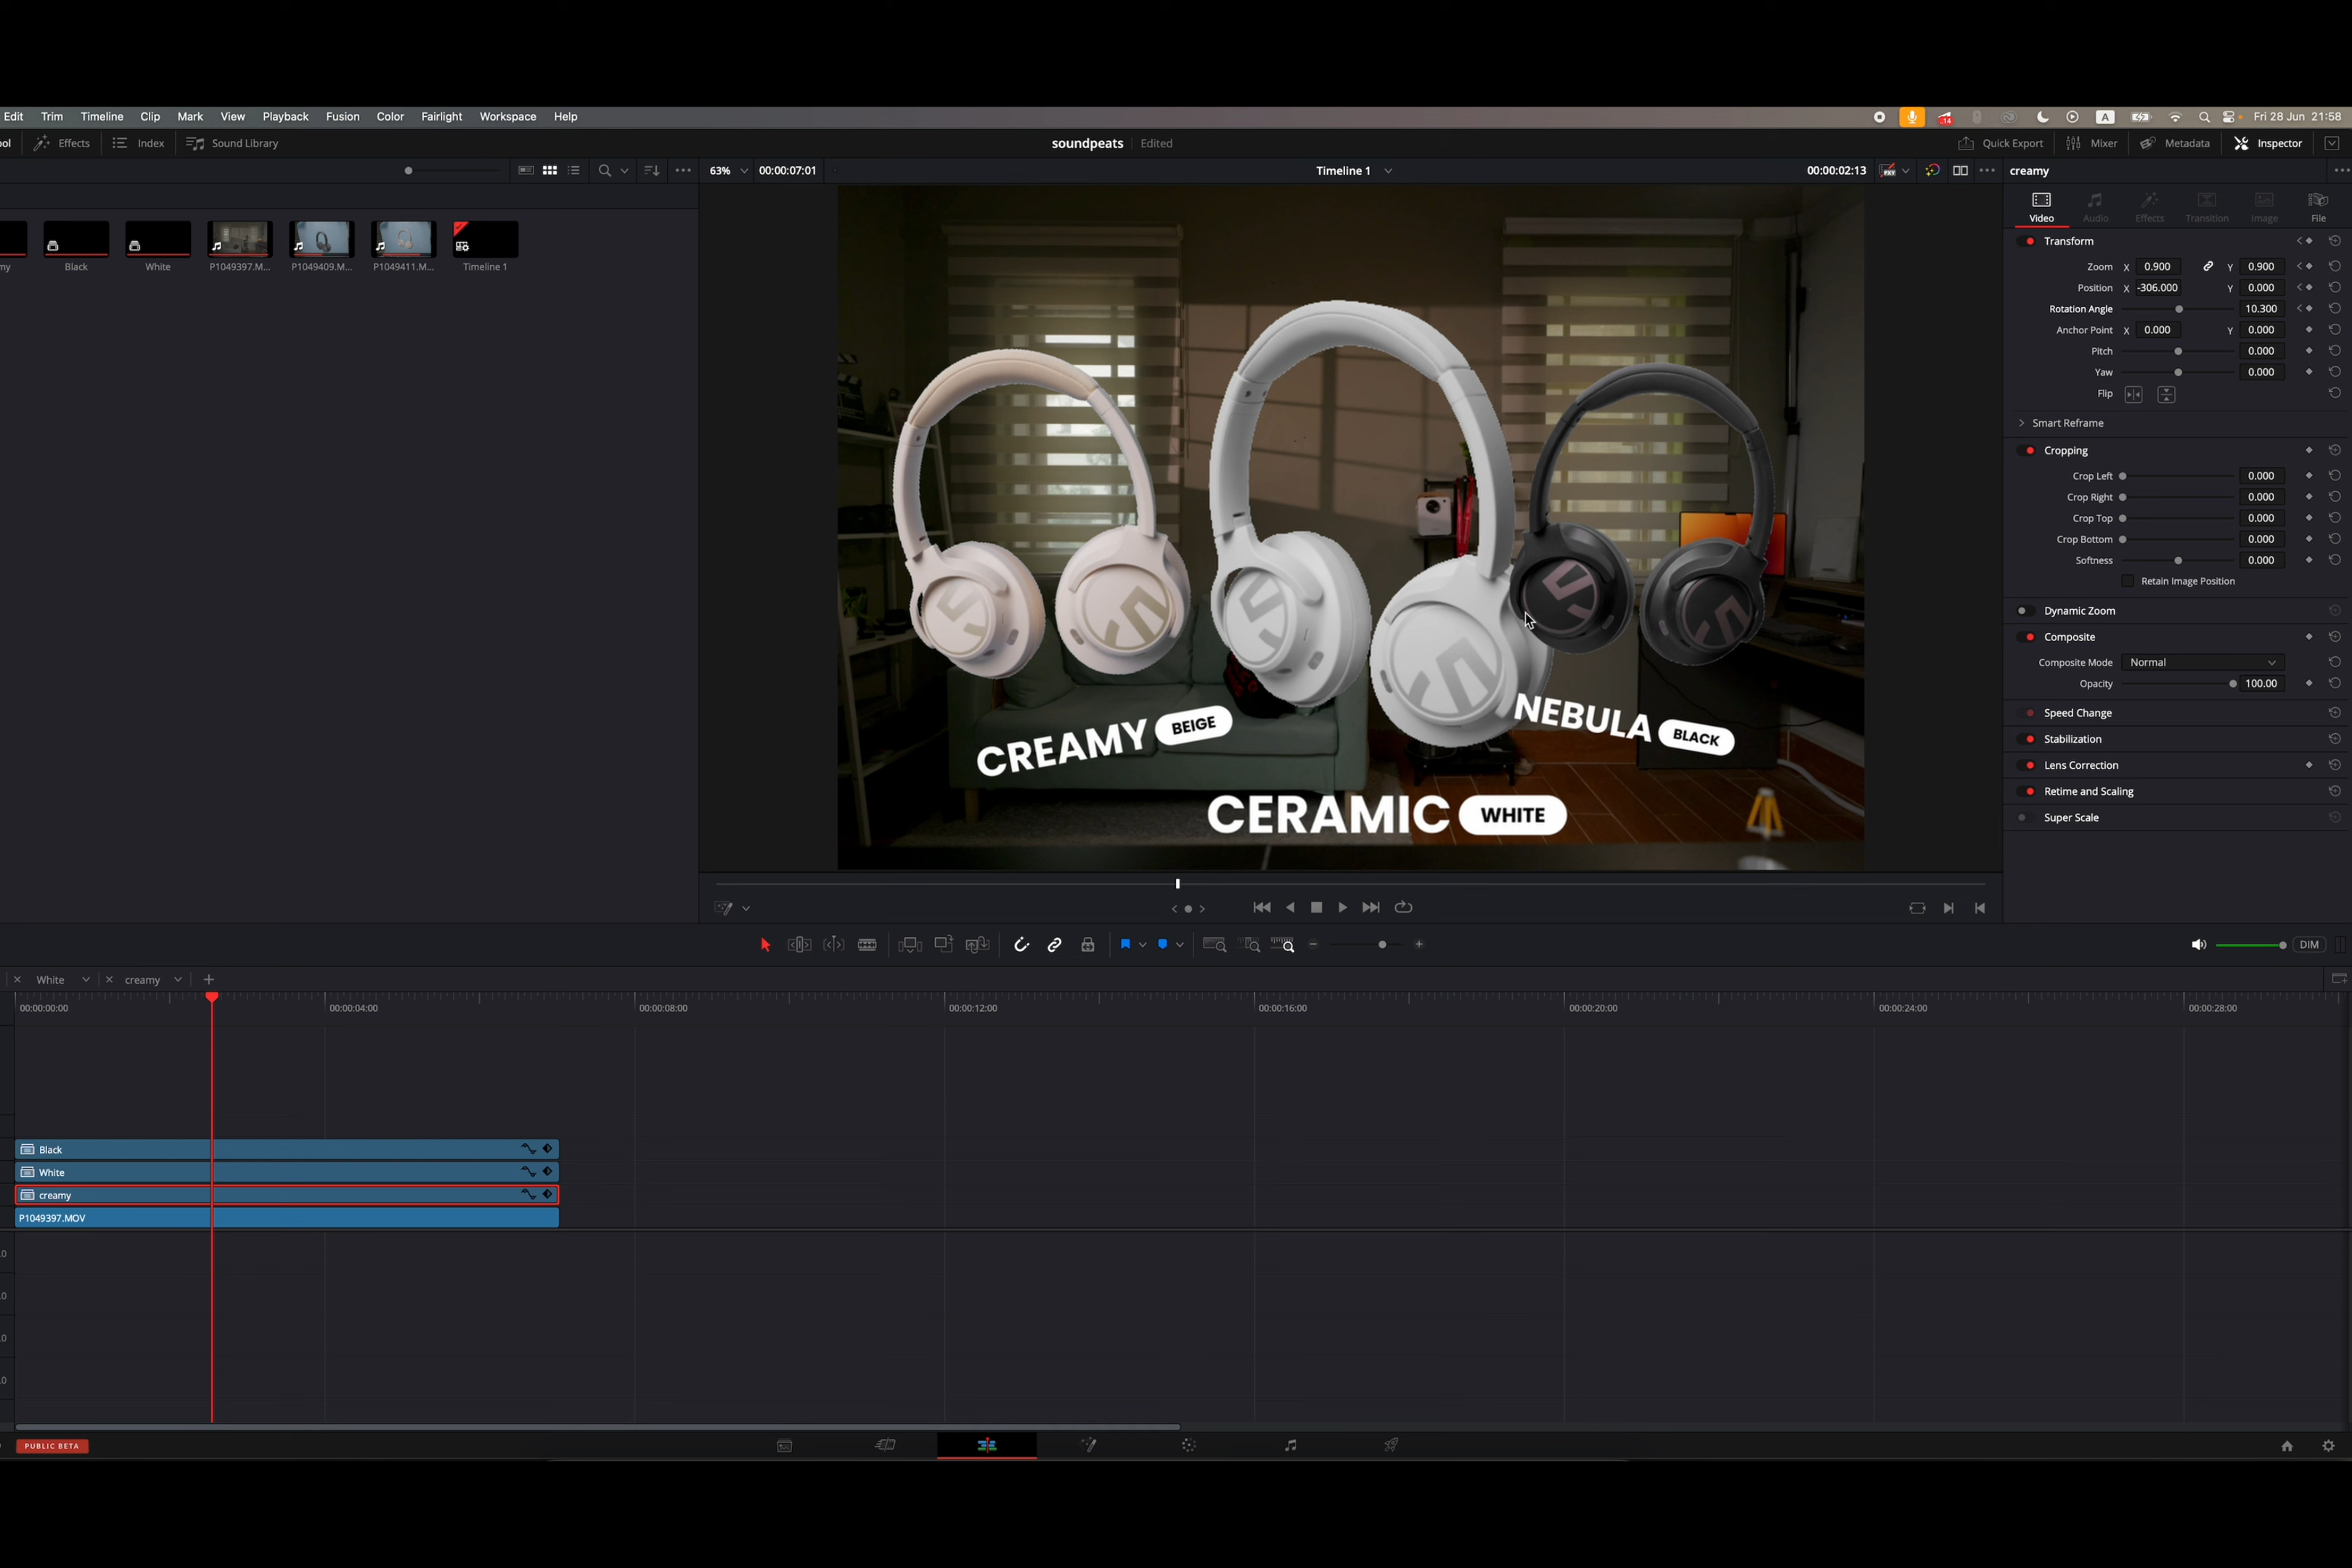 Edit Trim Timeline Clip Mark View Playback Fusion Color Fairlight Workspace Help
14 A Fri 28 Jun 21:58
ool Effects Index Sound Library soundpeats Edited Quick Export Mixer Metadata Inspector
63% 00:00:07:01 Timeline 1 00:00:02:13 creamy
Video Audio Effects Transition Image File
my Black White P1049397.M... P1049409.M... P1049411.M... Timeline 1
Transform
Zoom X 0.900 Y 0.900
Position X -306.000 Y 0.000
Rotation Angle 10.300
Anchor Point X 0.000 Y 0.000
Pitch 0.000
Yaw 0.000
Flip
Smart Reframe
Cropping
Crop Left 0.000
Crop Right 0.000
Crop Top 0.000
Crop Bottom 0.000
Softness 0.000
Retain Image Position
Dynamic Zoom
Composite
Composite Mode Normal
Opacity 100.00
Speed Change
Stabilization
Lens Correction
Retime and Scaling
Super Scale
CREAMY BEIGE
NEBULA BLACK
CERAMIC WHITE
DIM
White creamy
00:00:00:00 00:00:04:00 00:00:08:00 00:00:12:00 00:00:16:00 00:00:20:00 00:00:24:00 00:00:28:00
Black
White
creamy
P1049397.MOV
.0
.0
.0
.0
PUBLIC BETA